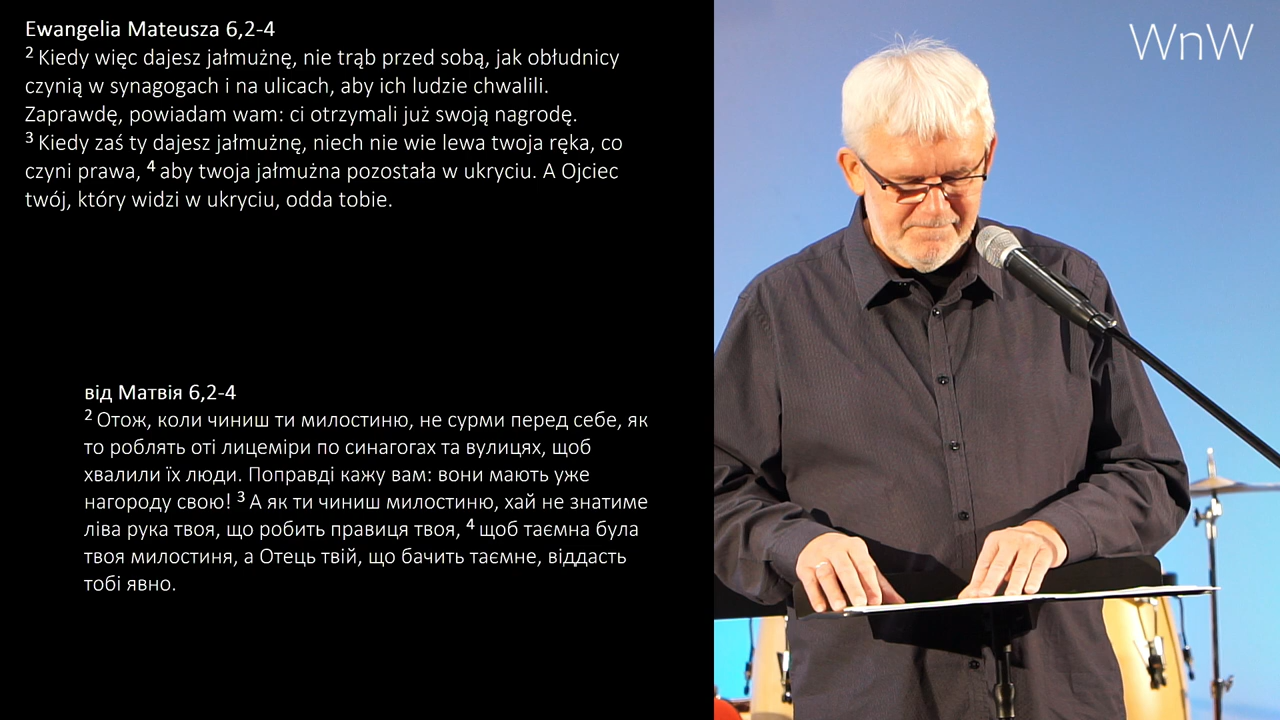 Ewangelia Mateusza 6,2-4
2 Kiedy więc dajesz jałmużnę, nie trąb przed sobą, jak obłudnicy
czynią w synagogach i na ulicach, aby ich ludzie chwalili.
Zaprawdę, powiadam wam: ci otrzymali już swoją nagrodę.
3 Kiedy zaś ty dajesz jałmużnę, niech nie wie lewa twoja ręka, co
czyni prawa, 4 aby twoja jałmużna pozostała w ukryciu. A Ojciec
twój, który widzi w ukryciu, odda tobie.
від Матвія 6,2-4
2 Отож, коли чиниш ти милостиню, не сурми перед себе, як
то роблять оті лицеміри по синагогах та вулицях, щоб
хвалили їх люди. Поправді кажу вам: вони мають уже
нагороду свою! 3 А як ти чиниш милостиню, хай не знатиме
ліва рука твоя, що робить правиця твоя, 4 щоб таємна була
твоя милостиня, а Отець твій, що бачить таємне, віддасть
тобі явно.
WnW